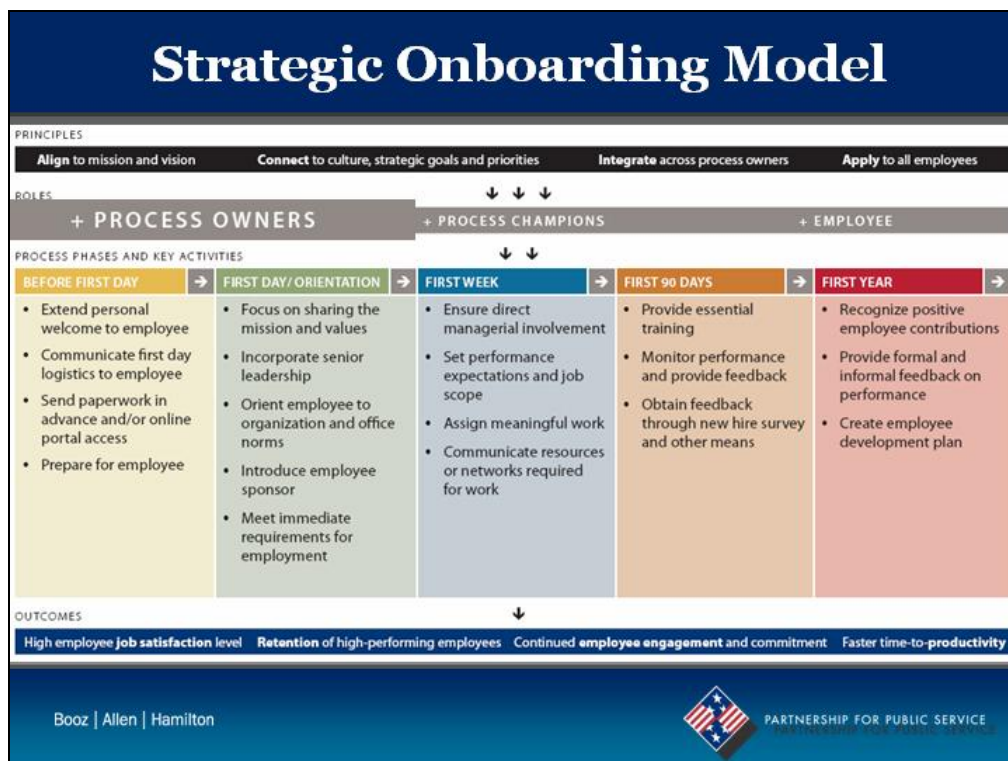 Strategic Onboarding Model
PRINCIPLES
Align to mission and vision Connect to culture, strategic goals and priorities Integrate across process owners Apply to all employees
ROLES
+ PROCESS OWNERS + PROCESS CHAMPIONS + EMPLOYEE
PROCESS PHASES AND KEY ACTIVITIES
BEFORE FIRST DAY
• Extend personal
welcome to employee
• Communicate first day
logistics to employee
• Send paperwork in
advance and/or online
portal access
• Prepare for employee
FIRST DAY/ORIENTATION
• Focus on sharing the
mission and values
• Incorporate senior
leadership
• Orient employee to
organization and office
norms
• Introduce employee
sponsor
• Meet immediate
requirements for
employment
FIRST WEEK
• Ensure direct
managerial involvement
• Set performance
expectations and job
scope
• Assign meaningful work
• Communicate resources
or networks required
for work
FIRST 90 DAYS
• Provide essential
training
• Monitor performance
and provide feedback
• Obtain feedback
through new hire survey
and other means
FIRST YEAR
• Recognize positive
employee contributions
• Provide formal and
informal feedback on
performance
• Create employee
development plan
OUTCOMES
High employee job satisfaction level Retention of high-performing employees Continued employee engagement and commitment Faster time-to-productivity
Booz | Allen | Hamilton
PARTNERSHIP FOR PUBLIC SERVICE